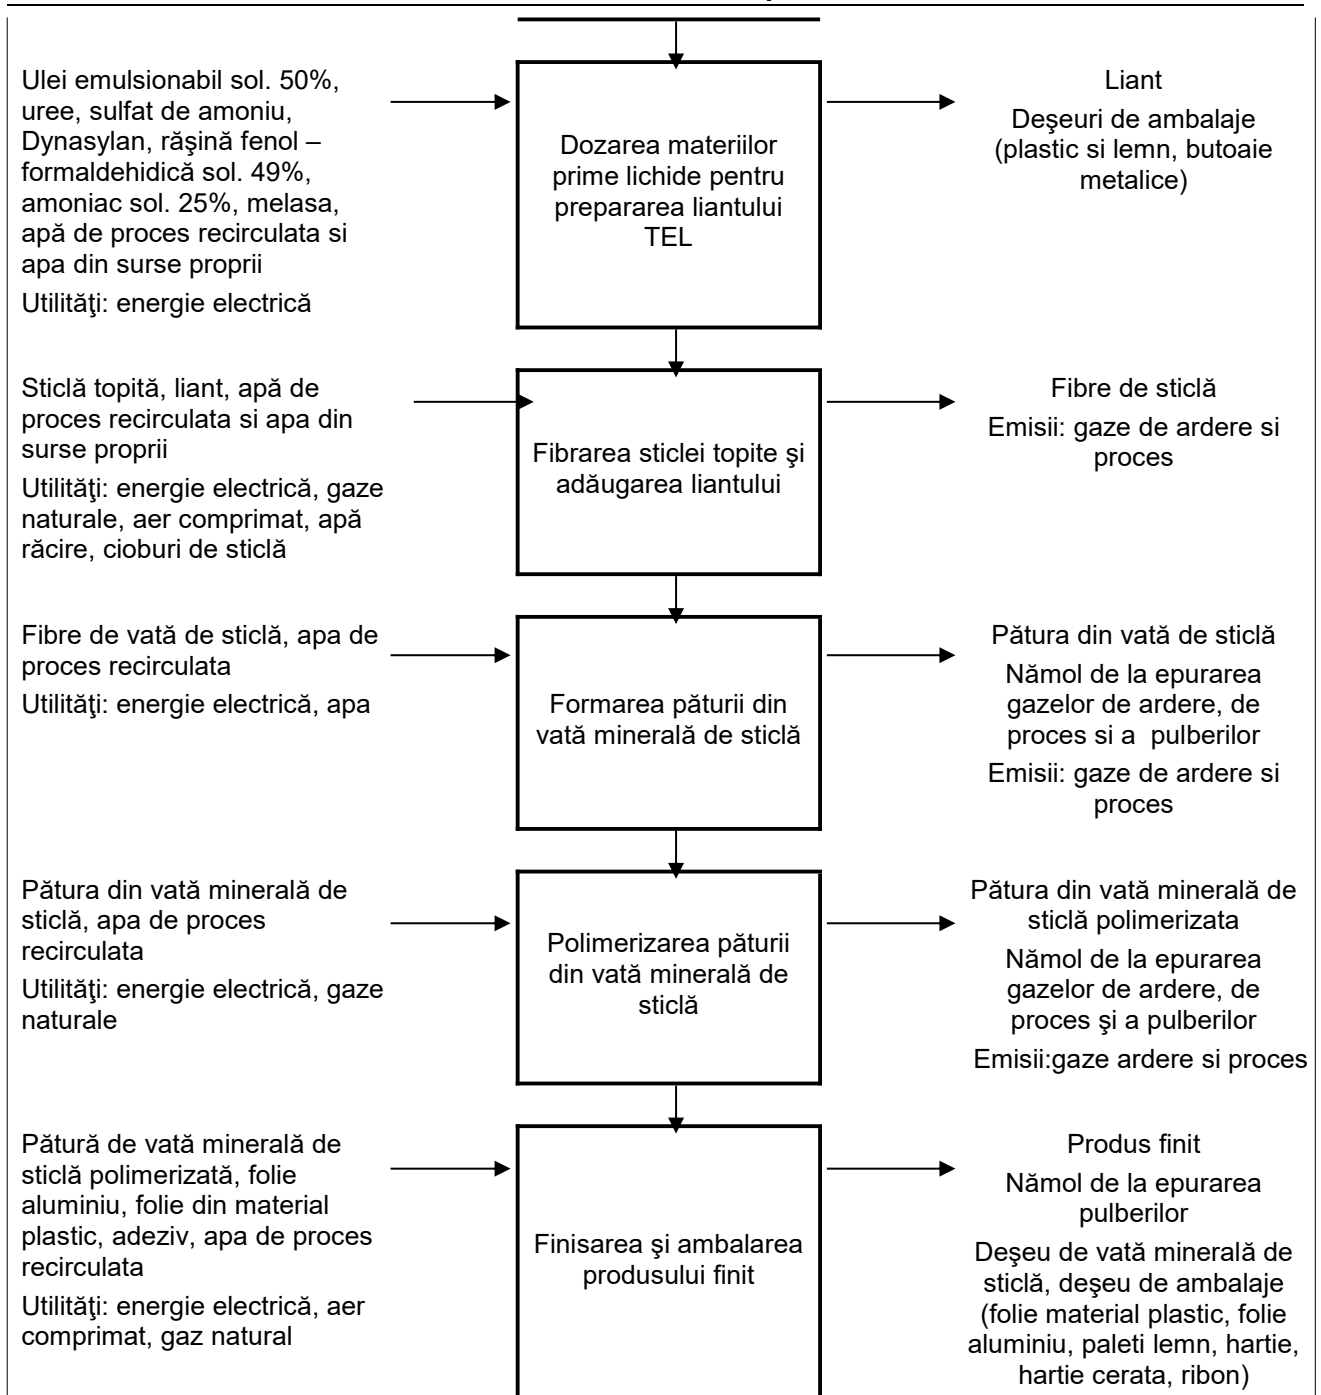 Ulei emulsionabil sol. 50%,
uree, sulfat de amoniu,
Dynasylan, răşină fenol –
formaldehidică sol. 49%,
amoniac sol. 25%, melasa,
apă de proces recirculata si
apa din surse proprii
Utilităţi: energie electrică
Dozarea materiilor
prime lichide pentru
prepararea liantului
TEL
Liant
Deşeuri de ambalaje
(plastic si lemn, butoaie
metalice)
Sticlă topită, liant, apă de
proces recirculata si apa din
surse proprii
Utilităţi: energie electrică, gaze
naturale, aer comprimat, apă
răcire, cioburi de sticlă
Fibrarea sticlei topite şi
adăugarea liantului
Fibre de sticlă
Emisii: gaze de ardere si
proces
Fibre de vată de sticlă, apa de
proces recirculata
Utilităţi: energie electrică, apa
Formarea păturii din
vată minerală de sticlă
Pătura din vată de sticlă
Nămol de la epurarea
gazelor de ardere, de
proces si a  pulberilor
Emisii: gaze de ardere si
proces
Pătura din vată minerală de
sticlă, apa de proces
recirculata
Utilităţi: energie electrică, gaze
naturale
Polimerizarea păturii
din vată minerală de
sticlă
Pătura din vată minerală de
sticlă polimerizata
Nămol de la epurarea
gazelor de ardere, de
proces şi a pulberilor
Emisii:gaze ardere si proces
Pătură de vată minerală de
sticlă polimerizată, folie
aluminiu, folie din material
plastic, adeziv, apa de proces
recirculata
Utilităţi: energie electrică, aer
comprimat, gaz natural
Finisarea şi ambalarea
produsului finit
Produs finit
Nămol de la epurarea
pulberilor
Deşeu de vată minerală de
sticlă, deşeu de ambalaje
(folie material plastic, folie
aluminiu, paleti lemn, hartie,
hartie cerata, ribon)